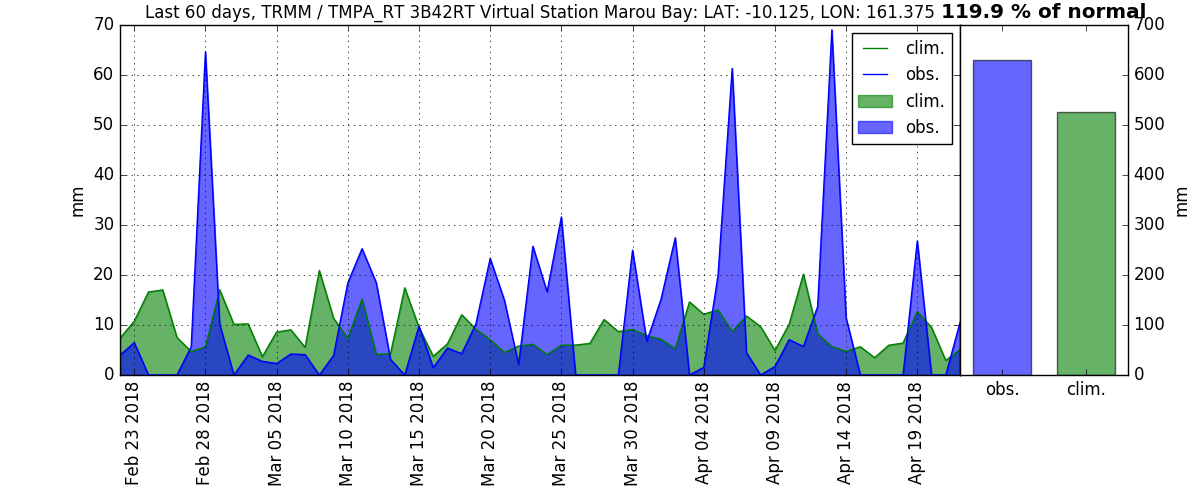 Last 60 days, TRMM / TMPA_RT 3B42RT Virtual Station Marou Bay: LAT: -10.125, LON: 161.375 119.9 % of normal
70
60
50
40
30
20
10
0
mm
clim.
obs.
clim.
obs.
700
600
500
400
300
200
100
0
mm
obs.
clim.
Feb 23 2018
Feb 28 2018
Mar 05 2018
Mar 10 2018
Mar 15 2018
Mar 20 2018
Mar 25 2018
Mar 30 2018
Apr 04 2018
Apr 09 2018
Apr 14 2018
Apr 19 2018